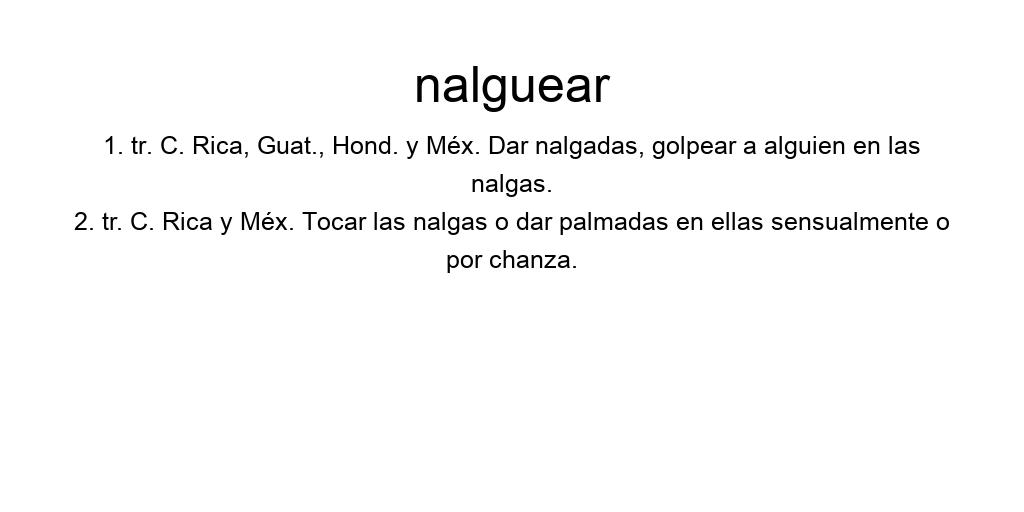 nalguear
1. tr. C. Rica, Guat., Hond. y Méx. Dar nalgadas, golpear a alguien en las
nalgas.
2. tr. C. Rica y Méx. Tocar las nalgas o dar palmadas en ellas sensualmente o
por chanza.